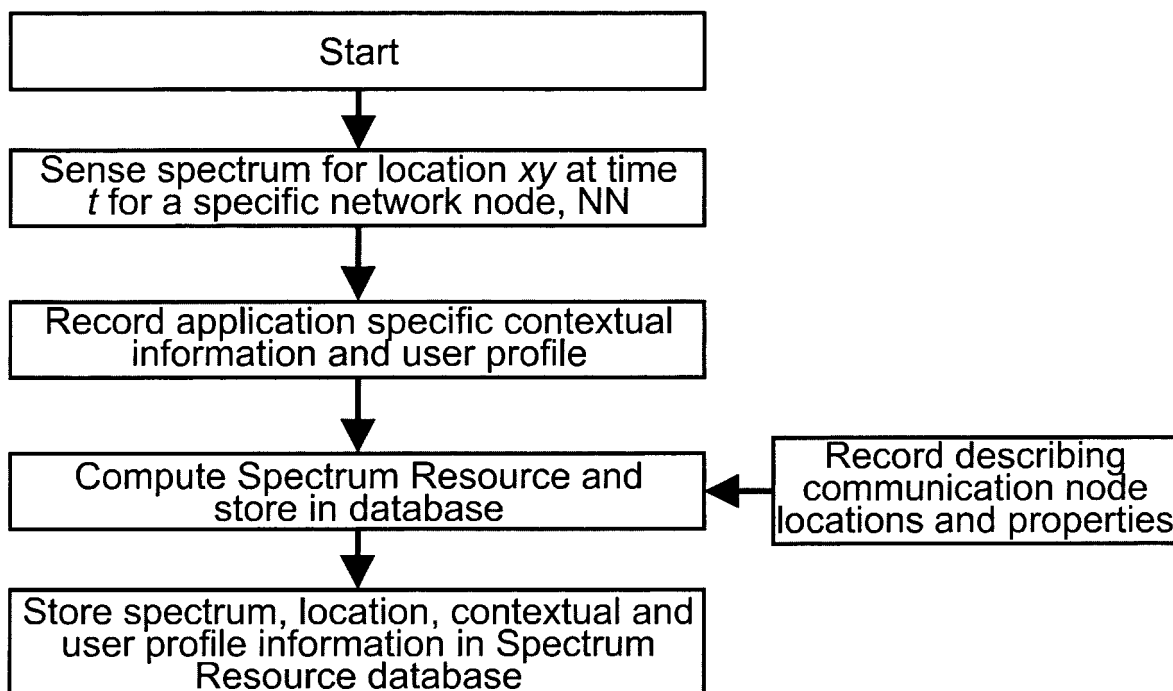 Start
Sense spectrum for location xy at time
t for a specific network node, NN
Record application specific contextual
information and user profile
Compute Spectrum Resource and
store in database
Record describing
communication node
locations and properties
Store spectrum, location, contextual and
user profile information in Spectrum
Resource database